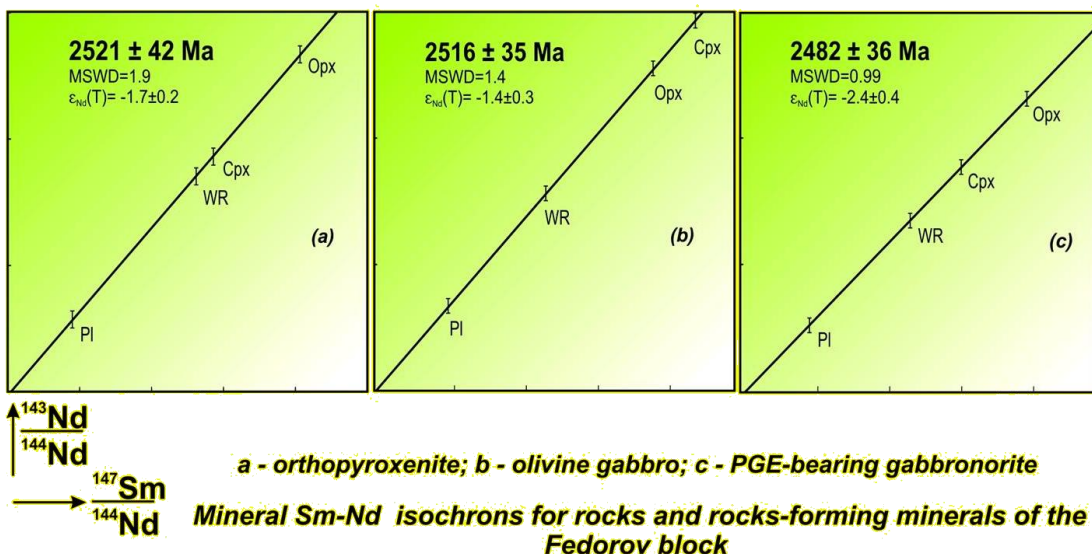 2521 ± 42 Ma
MSWD=1.9
εNd(T)= -1.7±0.2
Opx
Cpx
WR
(a)
Pl
2516 ± 35 Ma
MSWD=1.4
εNd(T)= -1.4±0.3
Cpx
Opx
WR
(b)
Pl
2482 ± 36 Ma
MSWD=0.99
εNd(T)= -2.4±0.4
Opx
Cpx
WR
(c)
Pl
143Nd
144Nd
147Sm
144Nd
a - orthopyroxenite; b - olivine gabbro; c - PGE-bearing gabbronorite
Mineral Sm-Nd isochrons for rocks and rocks-forming minerals of the
Fedorov block